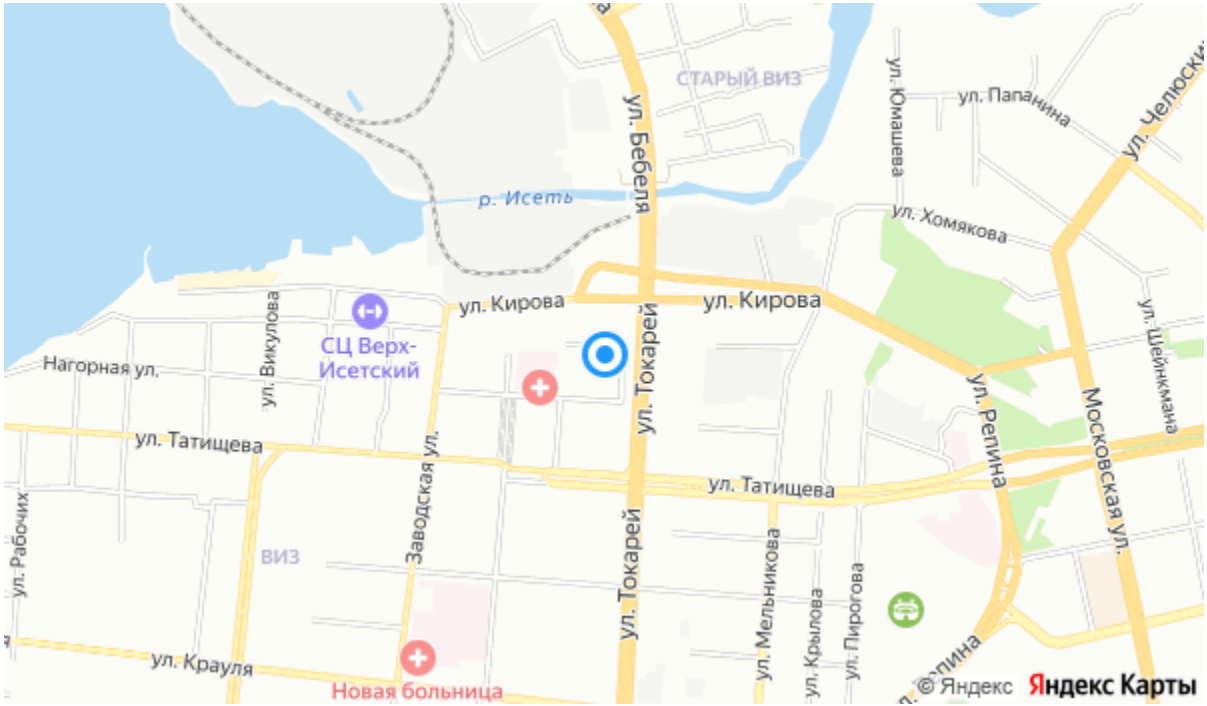 СТАРЫЙ ВИЗ
ул. Бебеля
ул. Юмашева
ул. Папанина
ул. Челюскин
р. Исеть
ул. Хомякова
ул. Кирова
ул. Кирова
ул. Викулова
СЦ Верх-
Исетский
Нагорная ул.
ул. Токарей
ул. Шейнкмана
ул. Репина
Московская ул.
ул. Татищева
Заводская ул.
ул. Татищева
ул. Рабочих
ВИЗ
ул. Токарей
ул. Мельникова
ул. Крылова
ул. Пирогова
ул. Крауля
Новая больница
© Яндекс Яндекс Карты